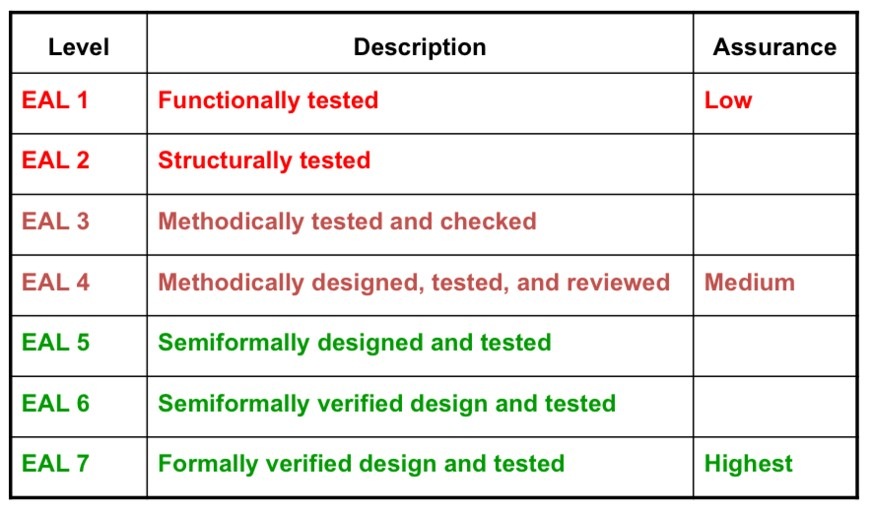 Level Description Assurance
EAL 1 Functionally tested Low
EAL 2 Structurally tested
EAL 3 Methodically tested and checked
EAL 4 Methodically designed, tested, and reviewed Medium
EAL 5 Semiformally designed and tested
EAL 6 Semiformally verified design and tested
EAL 7 Formally verified design and tested Highest